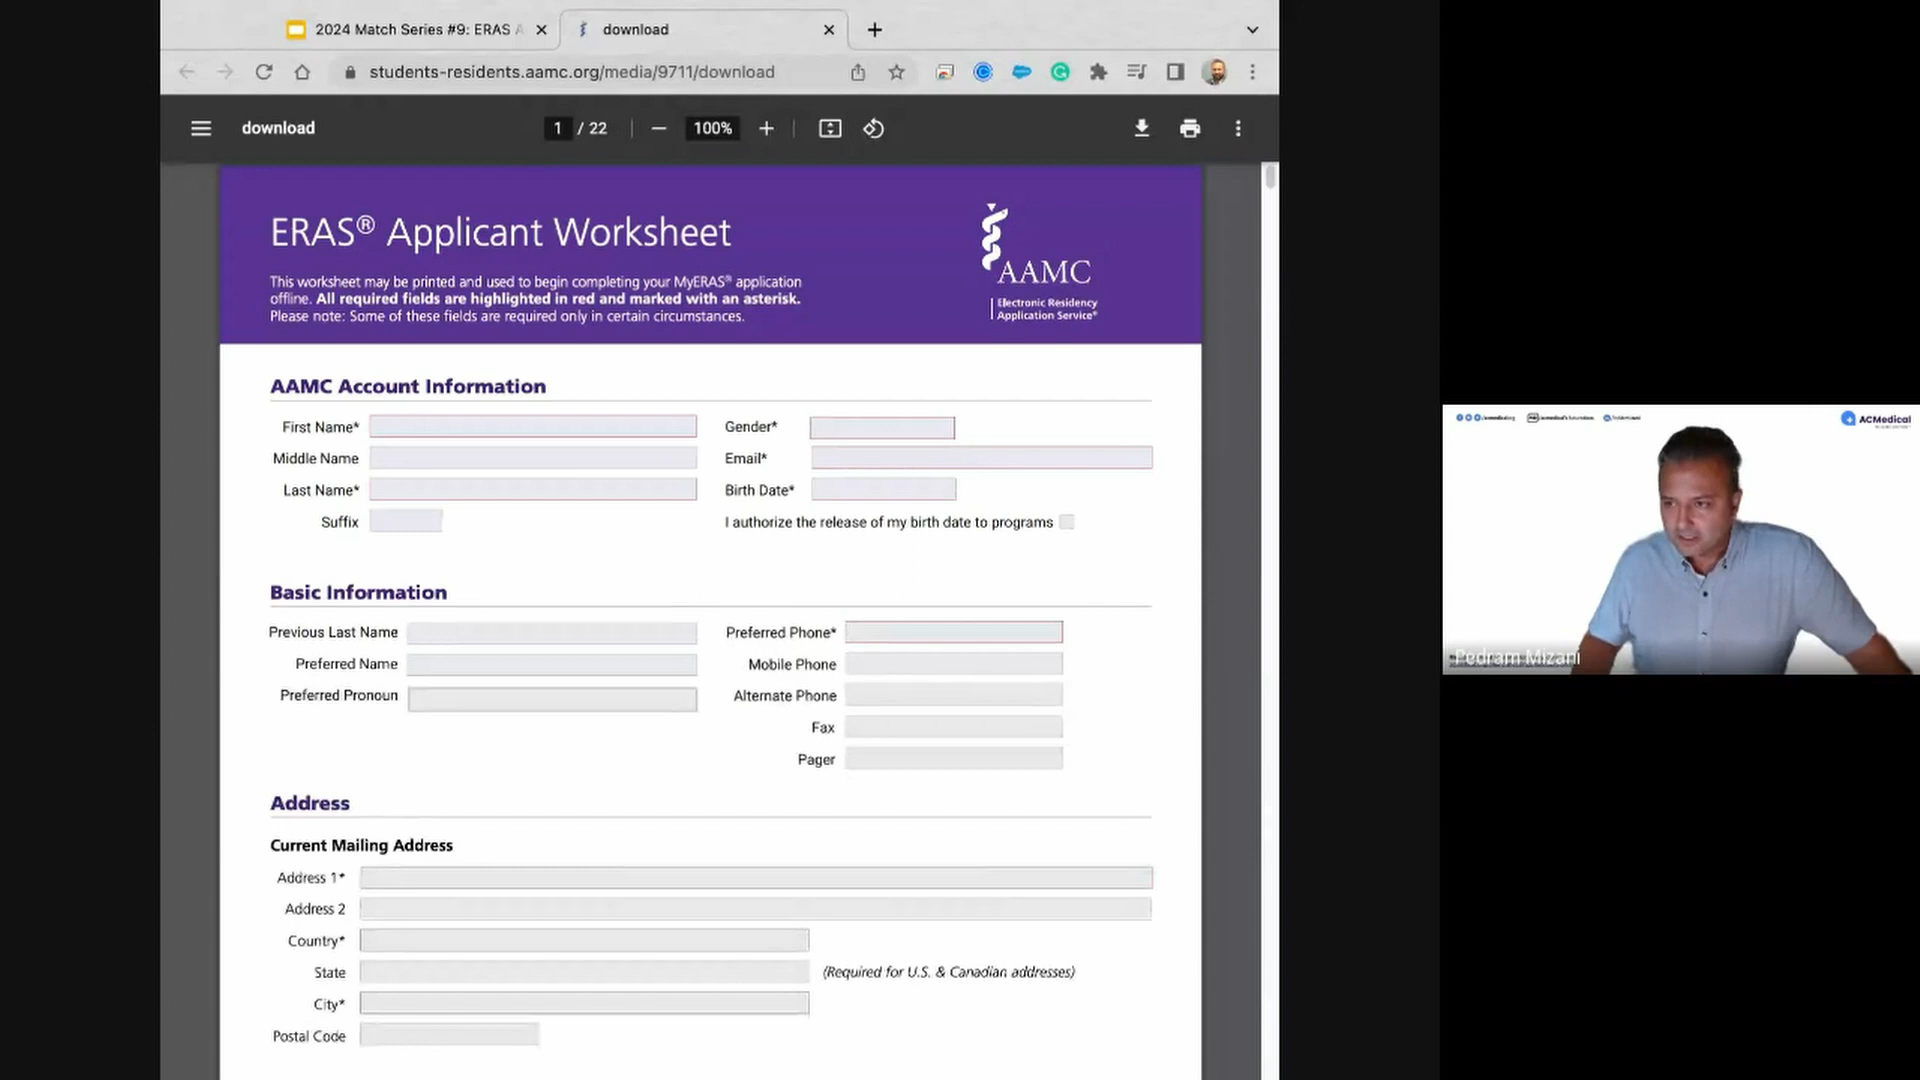 2024 Match Series #9: ERAS A
download
students-residents.aamc.org/media/9711/download
download
1 / 22
100%
ERAS® Applicant Worksheet
This worksheet may be printed and used to begin completing your MyERAS® application
offline. All required fields are highlighted in red and marked with an asterisk.
Please note: Some of these fields are required only in certain circumstances.
AAMC
Electronic Residency
Application Service®
AAMC Account Information
First Name*
Gender*
Middle Name
Email*
Last Name*
Birth Date*
Suffix
I authorize the release of my birth date to programs
Basic Information
Previous Last Name
Preferred Phone*
Preferred Name
Mobile Phone
Preferred Pronoun
Alternate Phone
Fax
Pager
Address
Current Mailing Address
Address 1*
Address 2
Country*
State
(Required for U.S. & Canadian addresses)
City*
Postal Code
ACMedical
Pedram Mizani